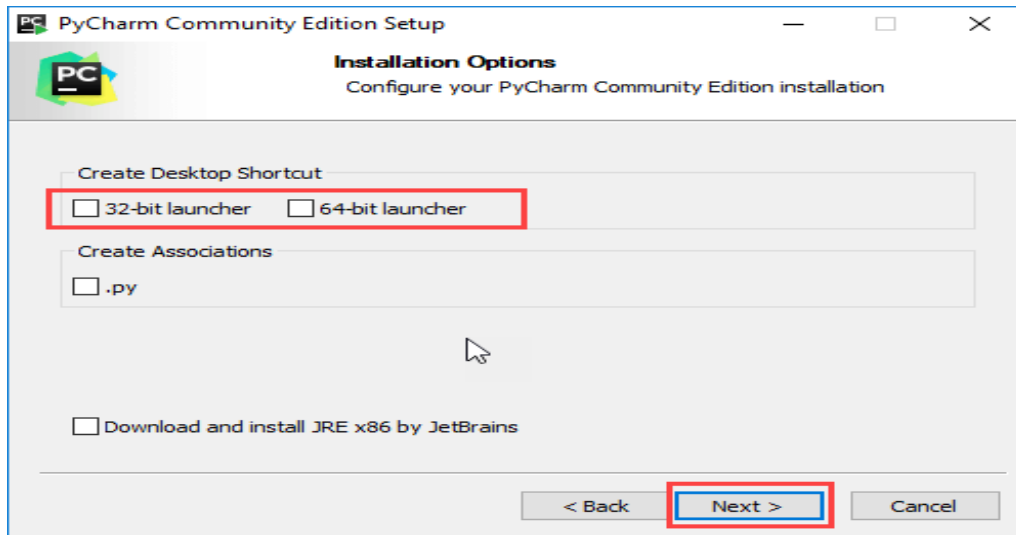 PyCharm Community Edition Setup
PC
Installation Options
Configure your PyCharm Community Edition installation
Create Desktop Shortcut
32-bit launcher 64-bit launcher
Create Associations
.py
Download and install JRE x86 by JetBrains
< Back Next > Cancel